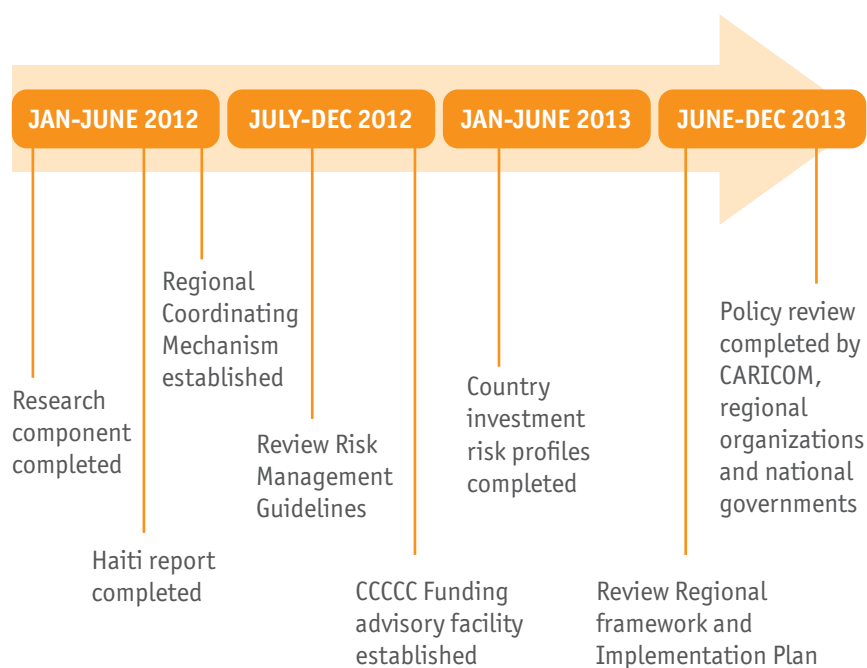 JAN-JUNE 2012
JULY-DEC 2012
JAN-JUNE 2013
JUNE-DEC 2013
Research
component
completed
Haiti report
completed
Regional
Coordinating
Mechanism
established
Review Risk
Management
Guidelines
CCCCC Funding
advisory facility
established
Country
investment
risk profiles
completed
Review Regional
framework and
Implementation Plan
Policy review
completed by
CARICOM,
regional
organizations
and national
governments